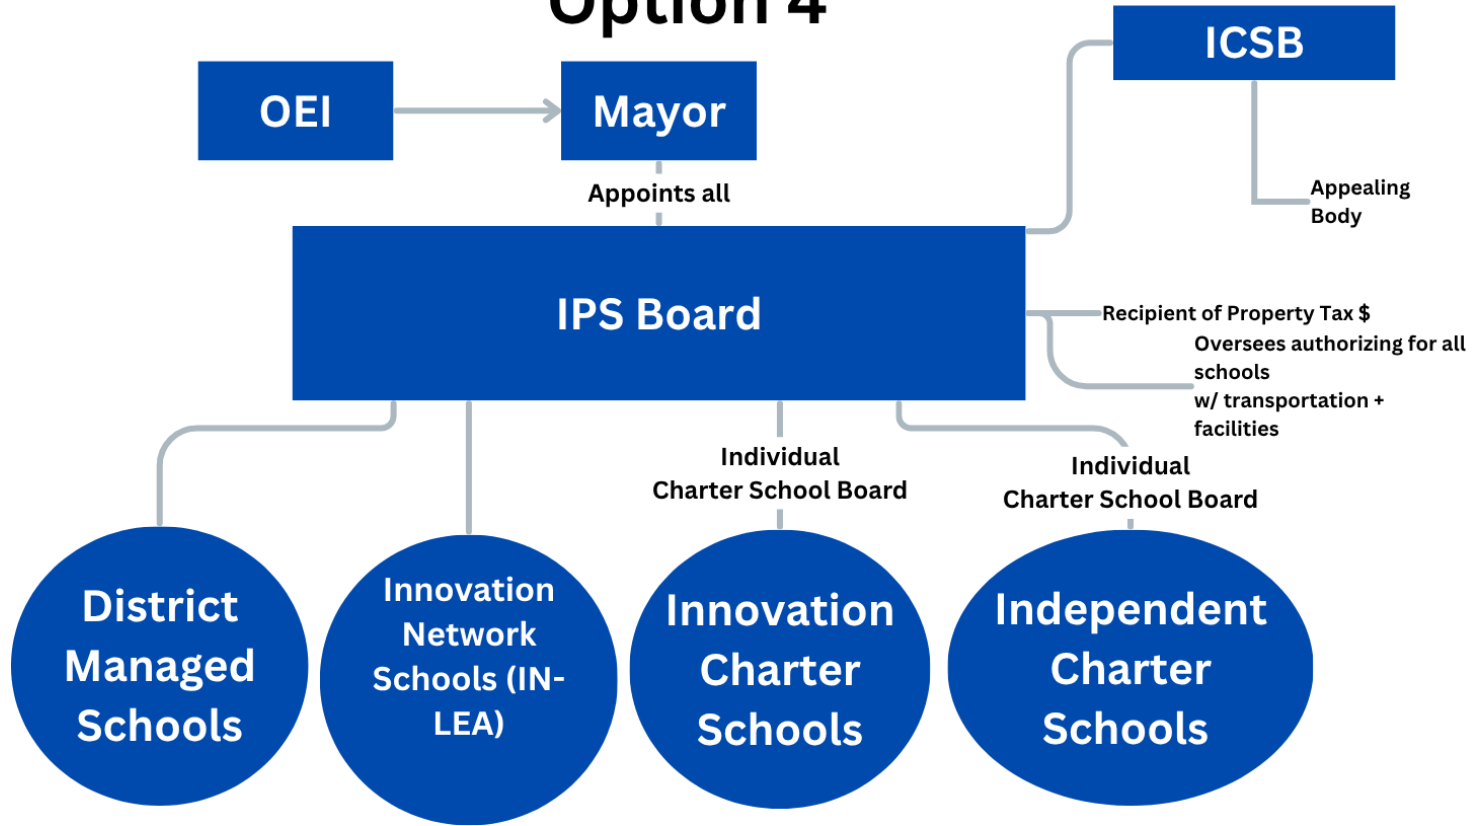 Option 4
ICSB
OEI
Mayor
Appoints all
Appealing
Body
IPS Board
Recipient of Property Tax $
Oversees authorizing for all
schools
w/ transportation +
facilities
Individual
Charter School Board
Individual
Charter School Board
District
Managed
Schools
Innovation
Network
Schools (IN-
LEA)
Innovation
Charter
Schools
Independent
Charter
Schools